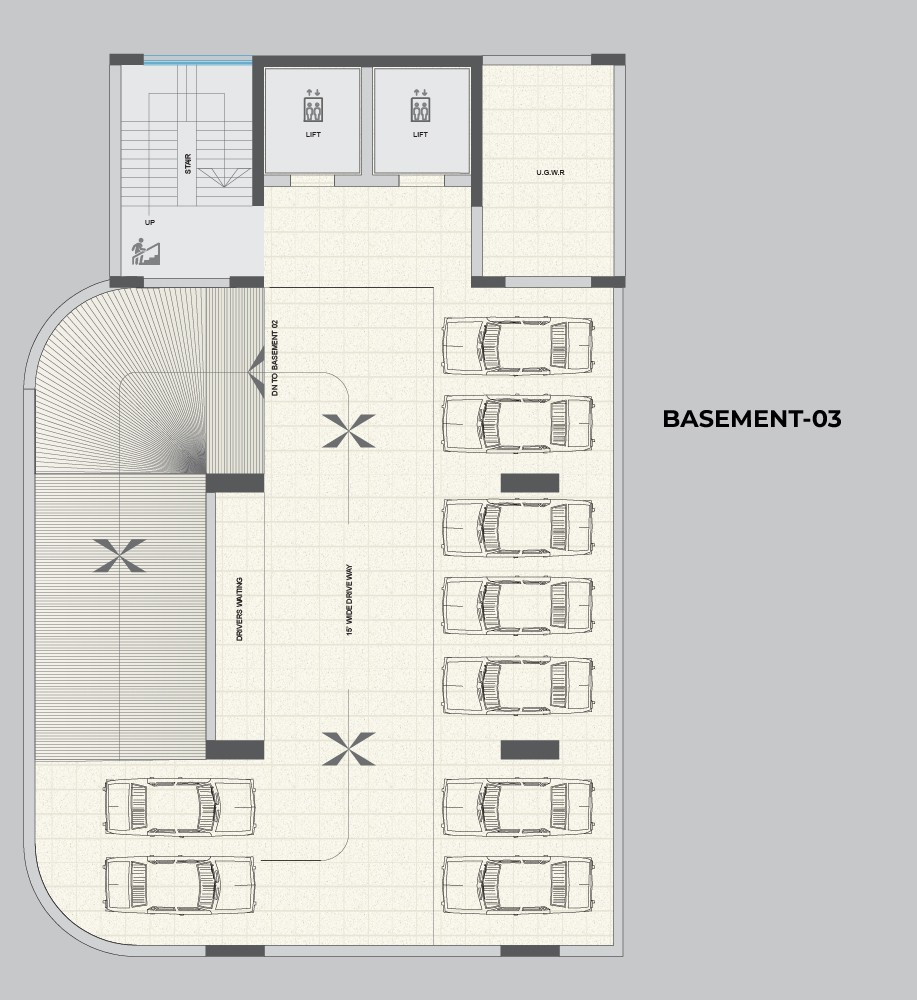 LIFT
LIFT
STAIR
U.G.W.R
UP
DN TO BASEMENT 02
BASEMENT-03
DRIVERS WAITING
15' WIDE DRIVE WAY